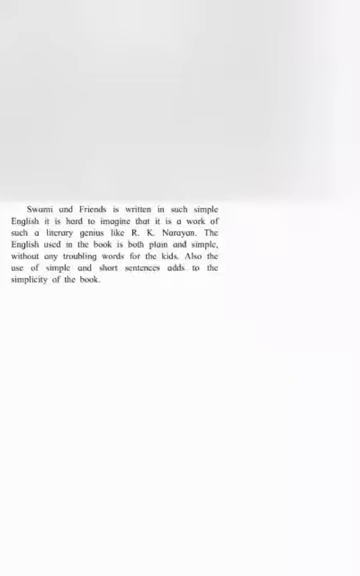 Swami and Friends is written in such simple
English it is hard to imagine that it is a work of
such a literary genius like R. K. Narayan. The
English used in the book is both plain and simple,
without any troubling words for the kids. Also the
use of simple and short sentences adds to the
simplicity of the book.